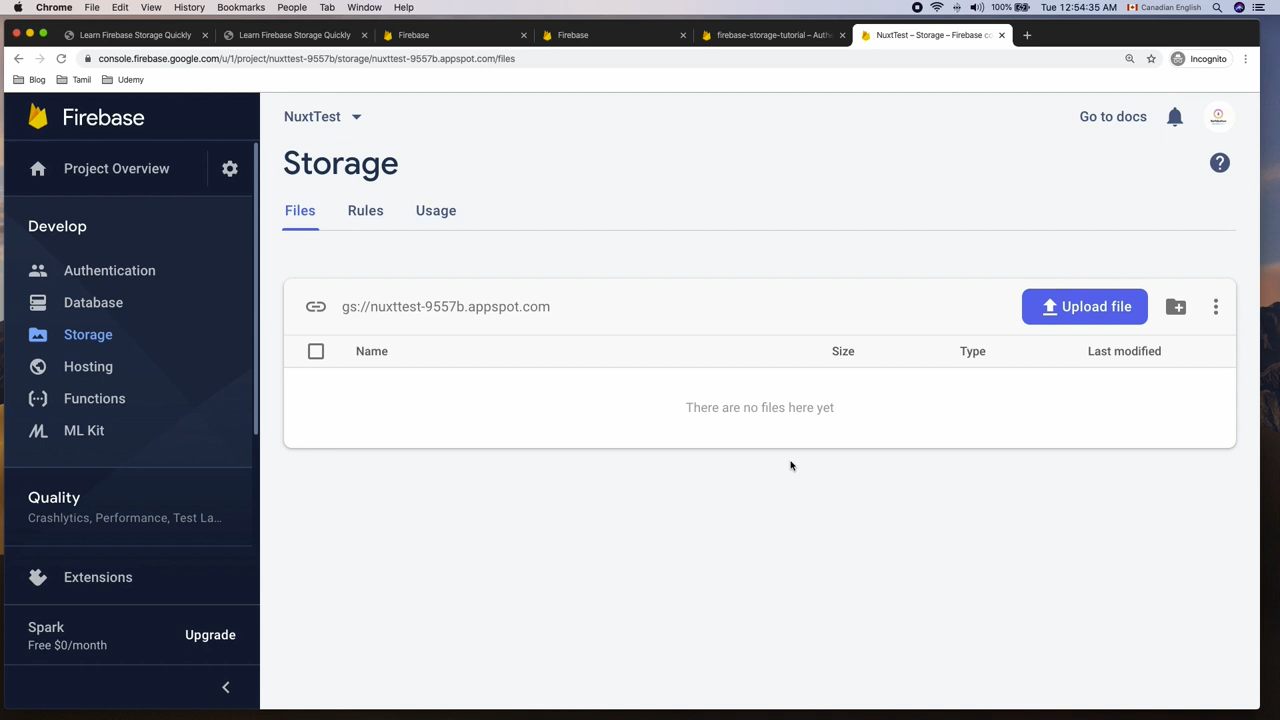 Chrome File Edit View History Bookmarks People Tab Window Help 100% Tue 12:54:35 AM Canadian English
Learn Firebase Storage Quickly Learn Firebase Storage Quickly Firebase Firebase firebase-storage-tutorial – Auth NuxtTest – Storage – Firebase co
console.firebase.google.com/u/1/project/nuxttest-9557b/storage/nuxttest-9557b.appspot.com/files Incognito
Blog Tamil Udemy
Firebase
NuxtTest Go to docs
Project Overview
Storage
Files Rules Usage
Develop
Authentication
Database
Storage
Hosting
Functions
ML Kit
gs://nuxttest-9557b.appspot.com Upload file
Name Size Type Last modified
There are no files here yet
Quality
Crashlytics, Performance, Test La...
Extensions
Spark
Free $0/month
Upgrade